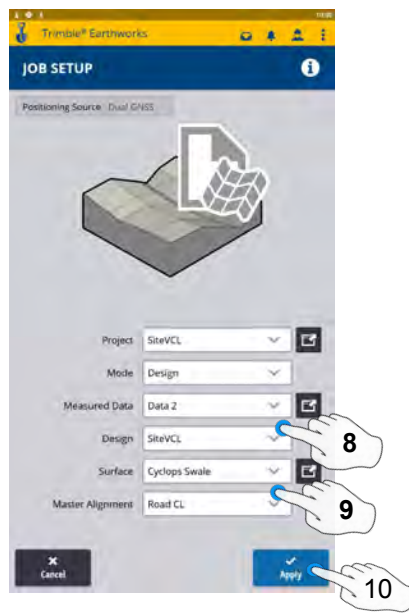 Trimble® Earthworks
JOB SETUP
Positioning Source Dual GNSS
Project SiteVCL
Mode Design
Measured Data Data 2
Design SiteVCL
8
Surface Cyclops Swale
9
Master Alignment Road CL
Cancel Apply
10